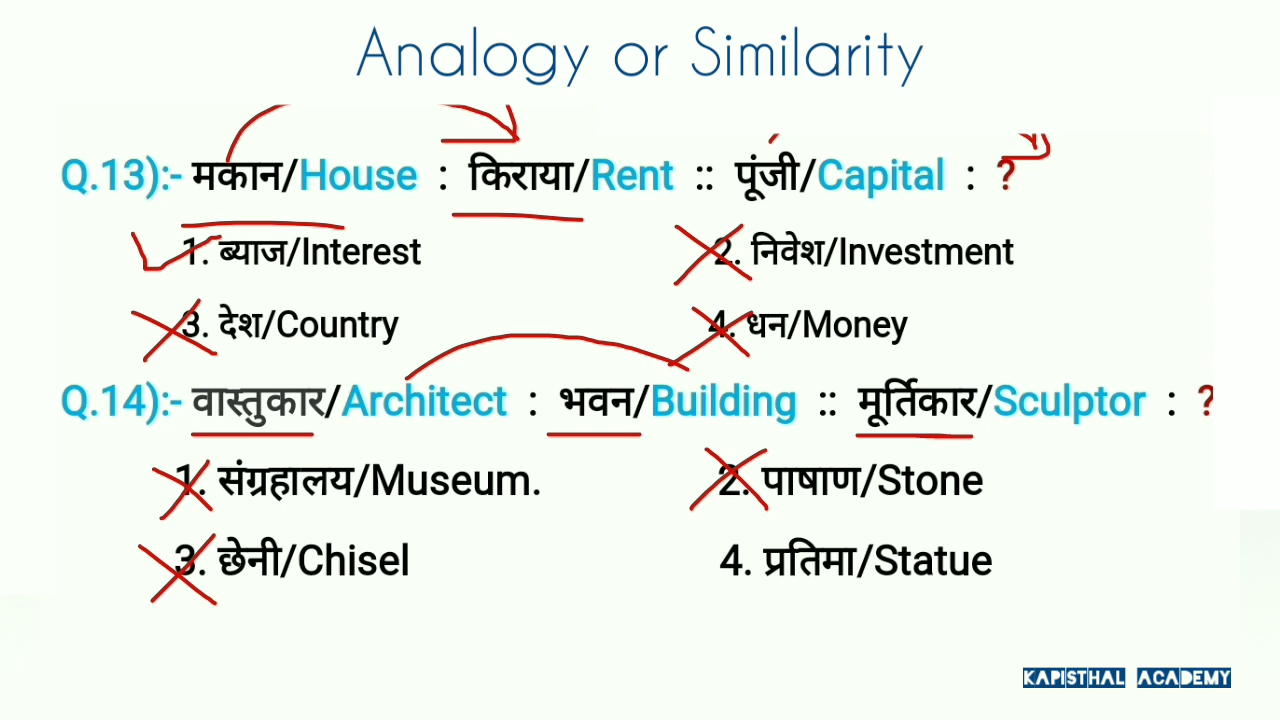 Analogy or Similarity
Q.13):- मकान/House : किराया/Rent :: पूंजी/Capital : ?
1. ब्याज/Interest 2. निवेश/Investment
3. देश/Country 4. धन/Money
Q.14):- वास्तुकार/Architect : भवन/Building :: मूर्तिकार/Sculptor : ?
1. संग्रहालय/Museum. 2. पाषाण/Stone
3. छेनी/Chisel 4. प्रतिमा/Statue
KAPISTHAL ACADEMY